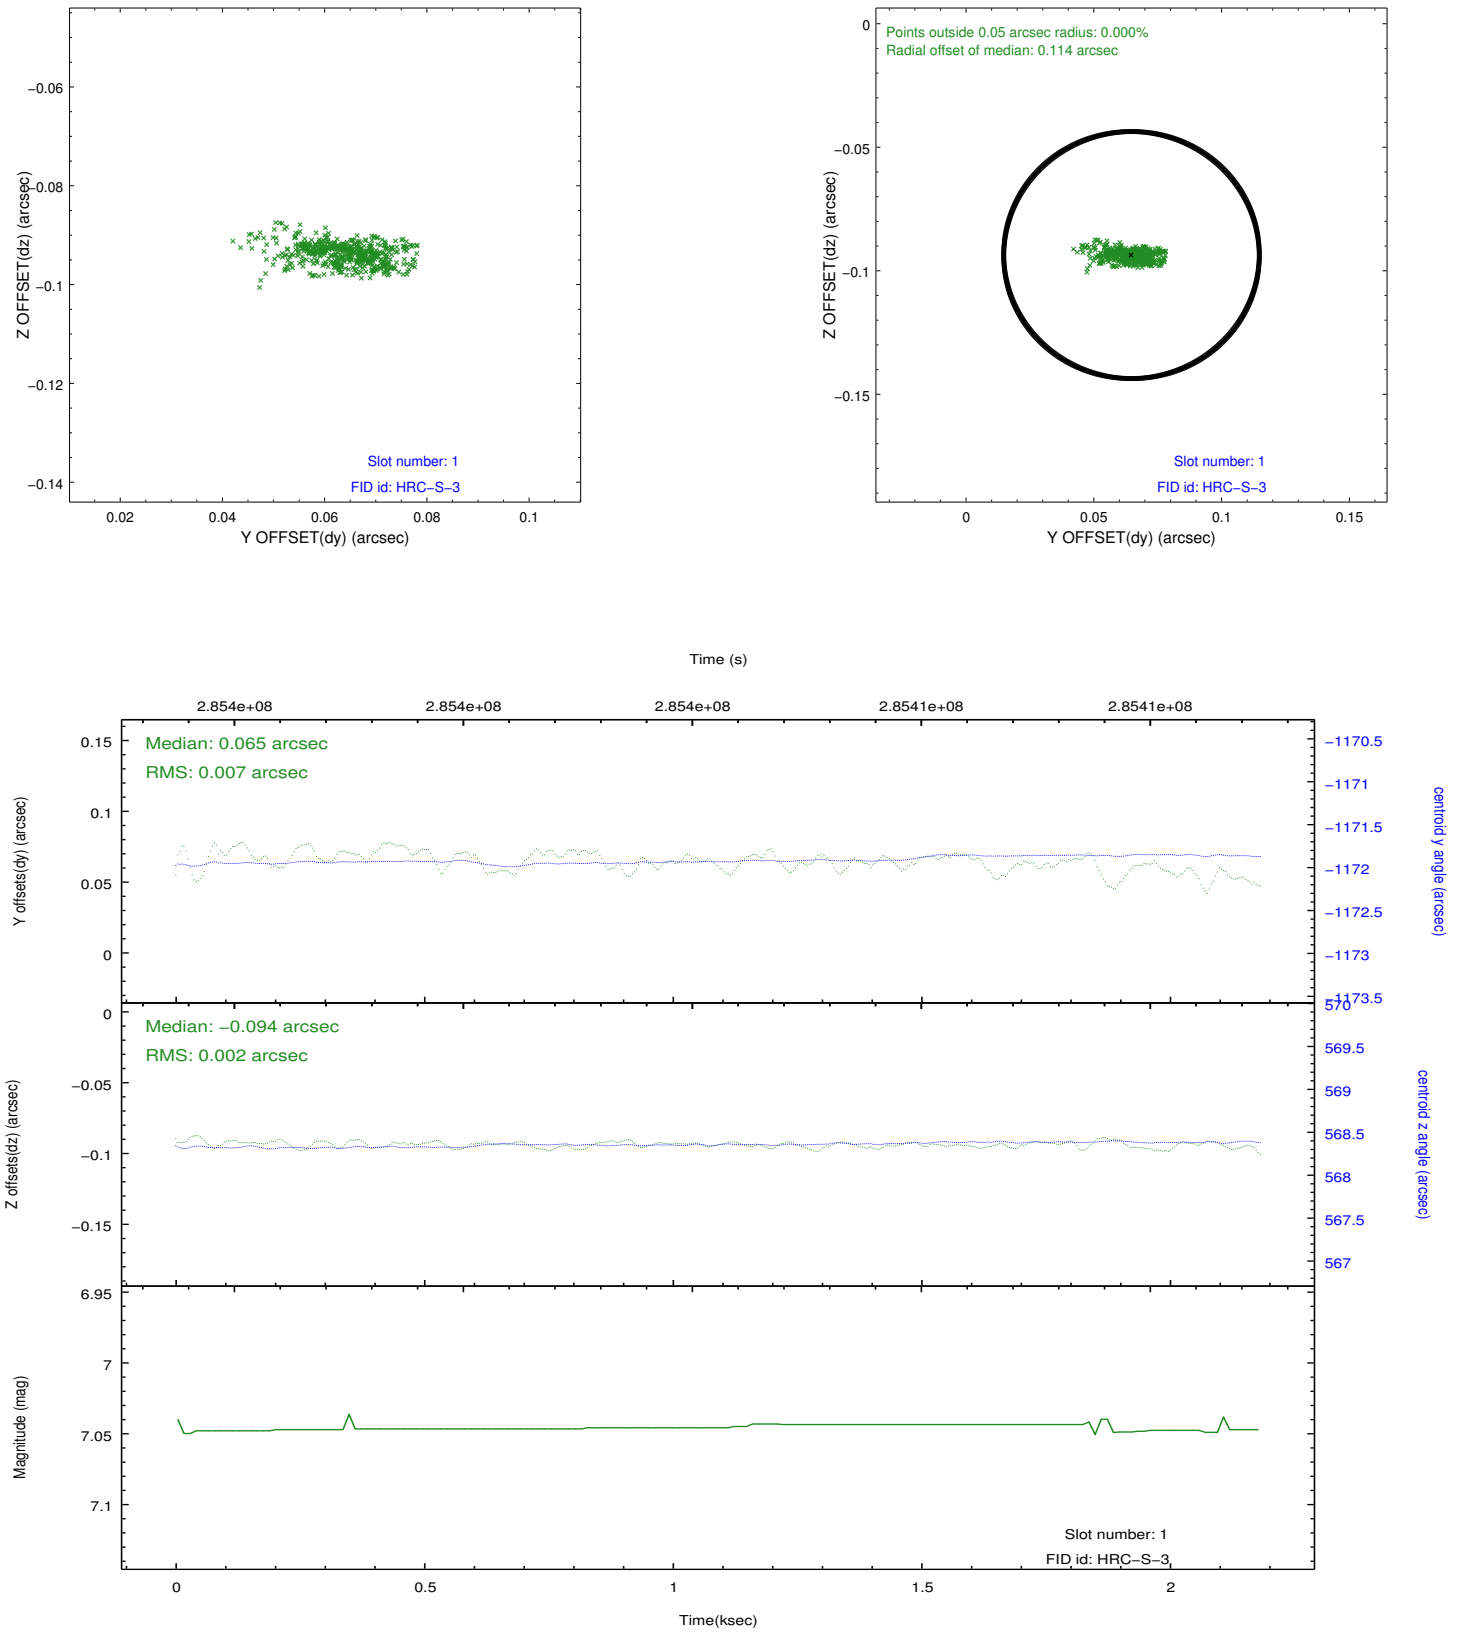 −0.06
−0.08
−0.1
−0.12
−0.14
Z OFFSET(dz) (arcsec)
Slot number: 1
FID id: HRC−S−3
0.02 0.04 0.06 0.08 0.1
Y OFFSET(dy) (arcsec)
Points outside 0.05 arcsec radius: 0.000%
Radial offset of median: 0.114 arcsec
0
−0.05
−0.1
−0.15
Z OFFSET(dz) (arcsec)
Slot number: 1
FID id: HRC−S−3
0 0.05 0.1 0.15
Y OFFSET(dy) (arcsec)
Time (s)
2.854e+08 2.854e+08 2.854e+08 2.8541e+08 2.8541e+08
Median: 0.065 arcsec
RMS: 0.007 arcsec
0.15
0.1
0.05
0
Y offsets(dy) (arcsec)
−1170.5
−1171
−1171.5
−1172
−1172.5
−1173
−1173.5
centroid y angle (arcsec)
Median: −0.094 arcsec
RMS: 0.002 arcsec
0
−0.05
−0.1
−0.15
Z offsets(dz) (arcsec)
570
569.5
569
568.5
568
567.5
567
centroid z angle (arcsec)
6.95
7
7.05
7.1
Magnitude (mag)
Slot number: 1
FID id: HRC−S−3
0 0.5 1 1.5 2
Time(ksec)